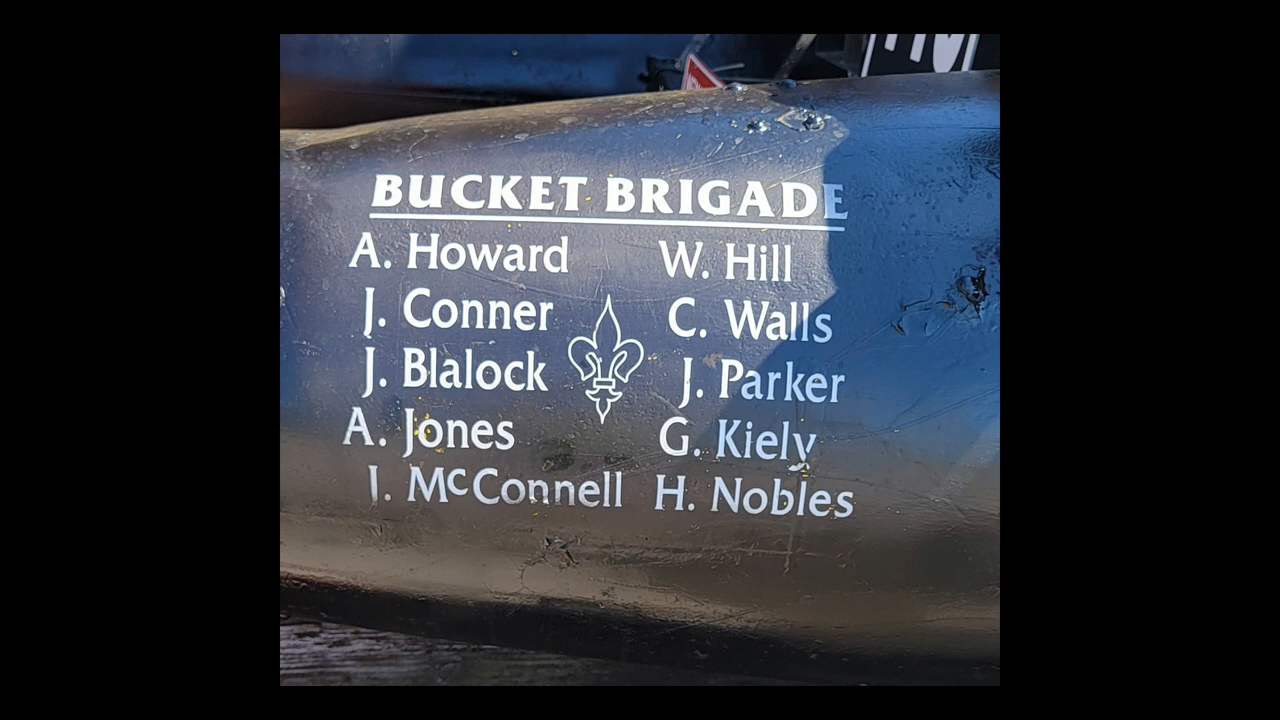 BUCKET BRIGADE
A. Howard W. Hill
J. Conner C. Walls
J. Blalock J. Parker
A. Jones G. Kiely
J. McConnell H. Nobles